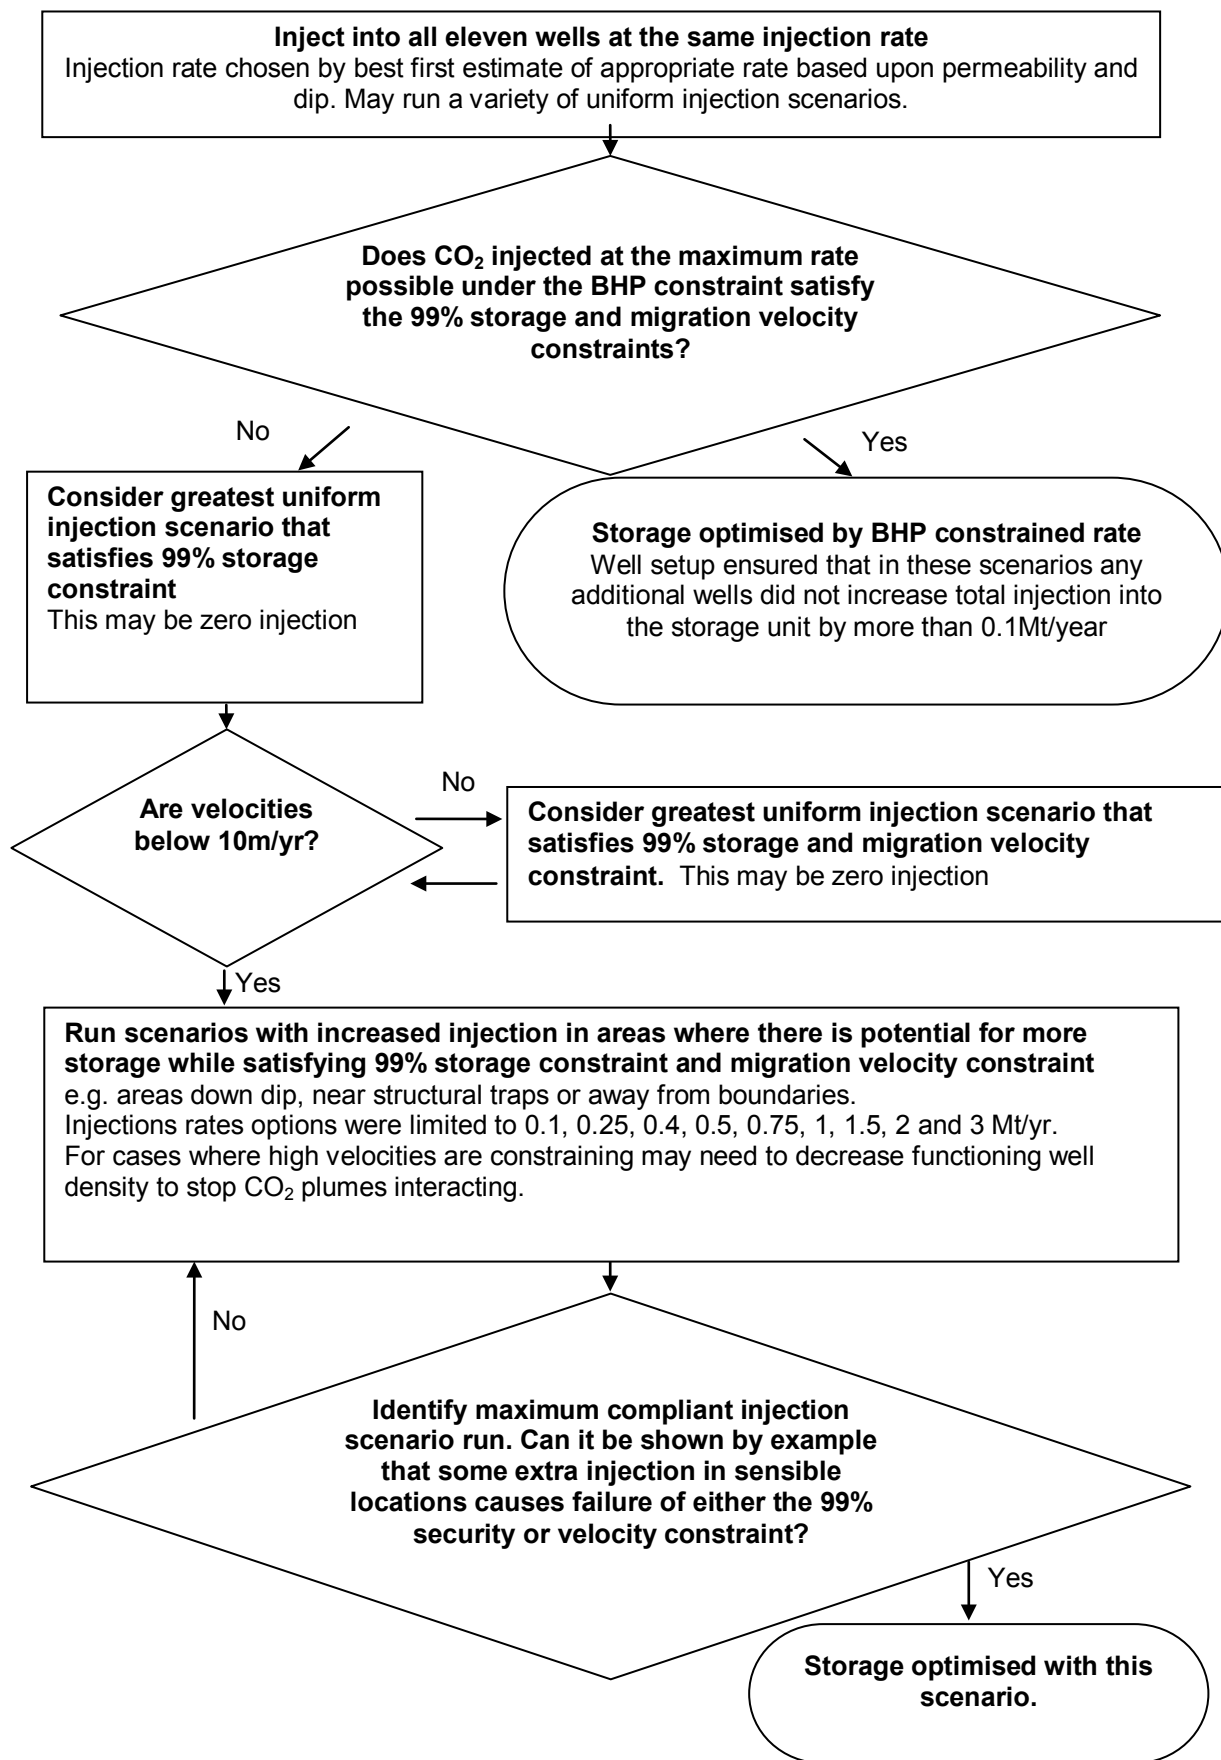 Inject into all eleven wells at the same injection rate
Injection rate chosen by best first estimate of appropriate rate based upon permeability and
dip. May run a variety of uniform injection scenarios.
Does CO₂ injected at the maximum rate
possible under the BHP constraint satisfy
the 99% storage and migration velocity
constraints?
No
Yes
Consider greatest uniform
injection scenario that
satisfies 99% storage
constraint
This may be zero injection
Storage optimised by BHP constrained rate
Well setup ensured that in these scenarios any
additional wells did not increase total injection into
the storage unit by more than 0.1Mt/year
Are velocities
below 10m/yr?
No
Consider greatest uniform injection scenario that
satisfies 99% storage and migration velocity
constraint. This may be zero injection
Yes
Run scenarios with increased injection in areas where there is potential for more
storage while satisfying 99% storage constraint and migration velocity constraint
e.g. areas down dip, near structural traps or away from boundaries.
Injections rates options were limited to 0.1, 0.25, 0.4, 0.5, 0.75, 1, 1.5, 2 and 3 Mt/yr.
For cases where high velocities are constraining may need to decrease functioning well
density to stop CO₂ plumes interacting.
No
Identify maximum compliant injection
scenario run. Can it be shown by example
that some extra injection in sensible
locations causes failure of either the 99%
security or velocity constraint?
Yes
Storage optimised with this
scenario.